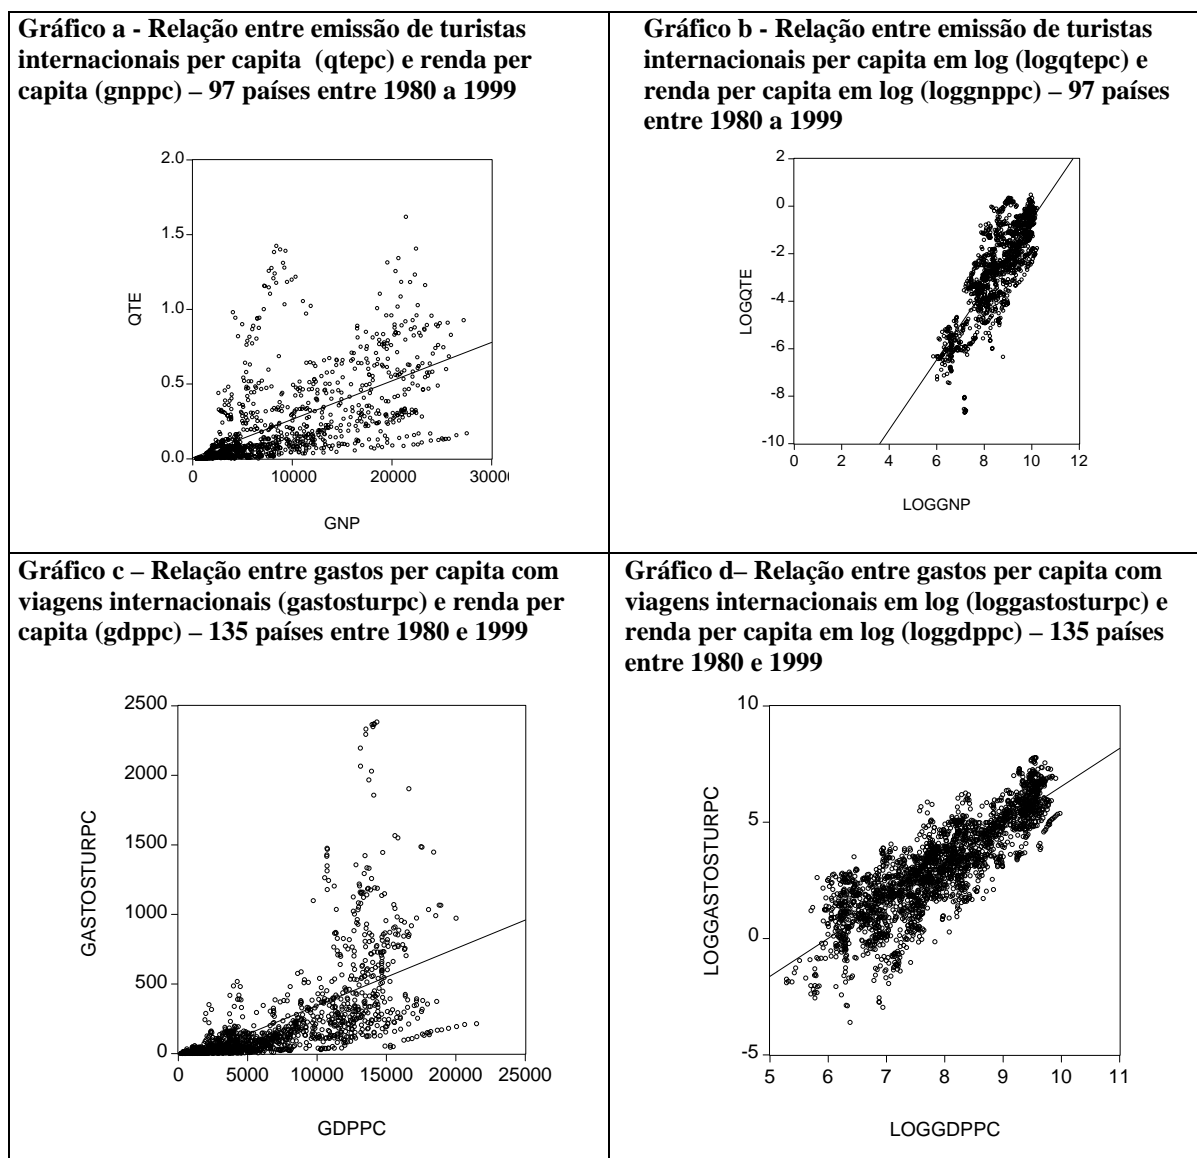 Gráfico a - Relação entre emissão de turistas
internacionais per capita (qtepc) e renda per
capita (gnppc) – 97 países entre 1980 a 1999
2.0
1.5
1.0
0.5
0.0
QTE
0 10000 20000 30000
GNP
Gráfico b - Relação entre emissão de turistas
internacionais per capita em log (logqtepc) e
renda per capita em log (loggnppc) – 97 países
entre 1980 a 1999
2
0
-2
-4
-6
-8
-10
LOGQTE
0 2 4 6 8 10 12
LOGGNP
Gráfico c – Relação entre gastos per capita com
viagens internacionais (gastosturpc) e renda per
capita (gdppc) – 135 países entre 1980 e 1999
2500
2000
1500
1000
500
0
GASTOSTURPC
0 5000 10000 15000 20000 25000
GDPPC
Gráfico d– Relação entre gastos per capita com
viagens internacionais em log (loggastosturpc) e
renda per capita em log (loggdppc) – 135 países
entre 1980 e 1999
10
5
0
-5
LOGGASTOSTURPC
5 6 7 8 9 10 11
LOGGDPPC